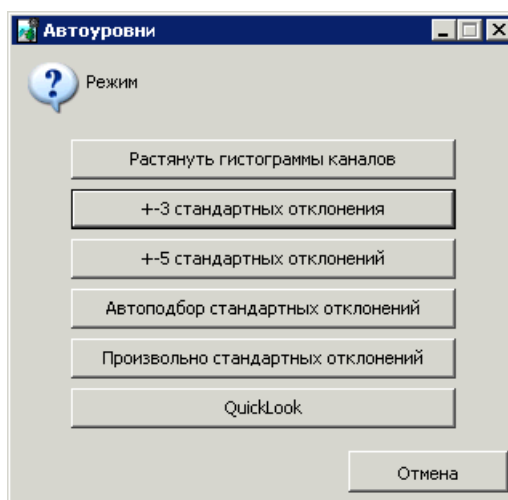 Автоуровни
Режим
Растянуть гистограммы каналов
+-3 стандартных отклонения
+-5 стандартных отклонений
Автоподбор стандартных отклонений
Произвольно стандартных отклонений
QuickLook
Отмена